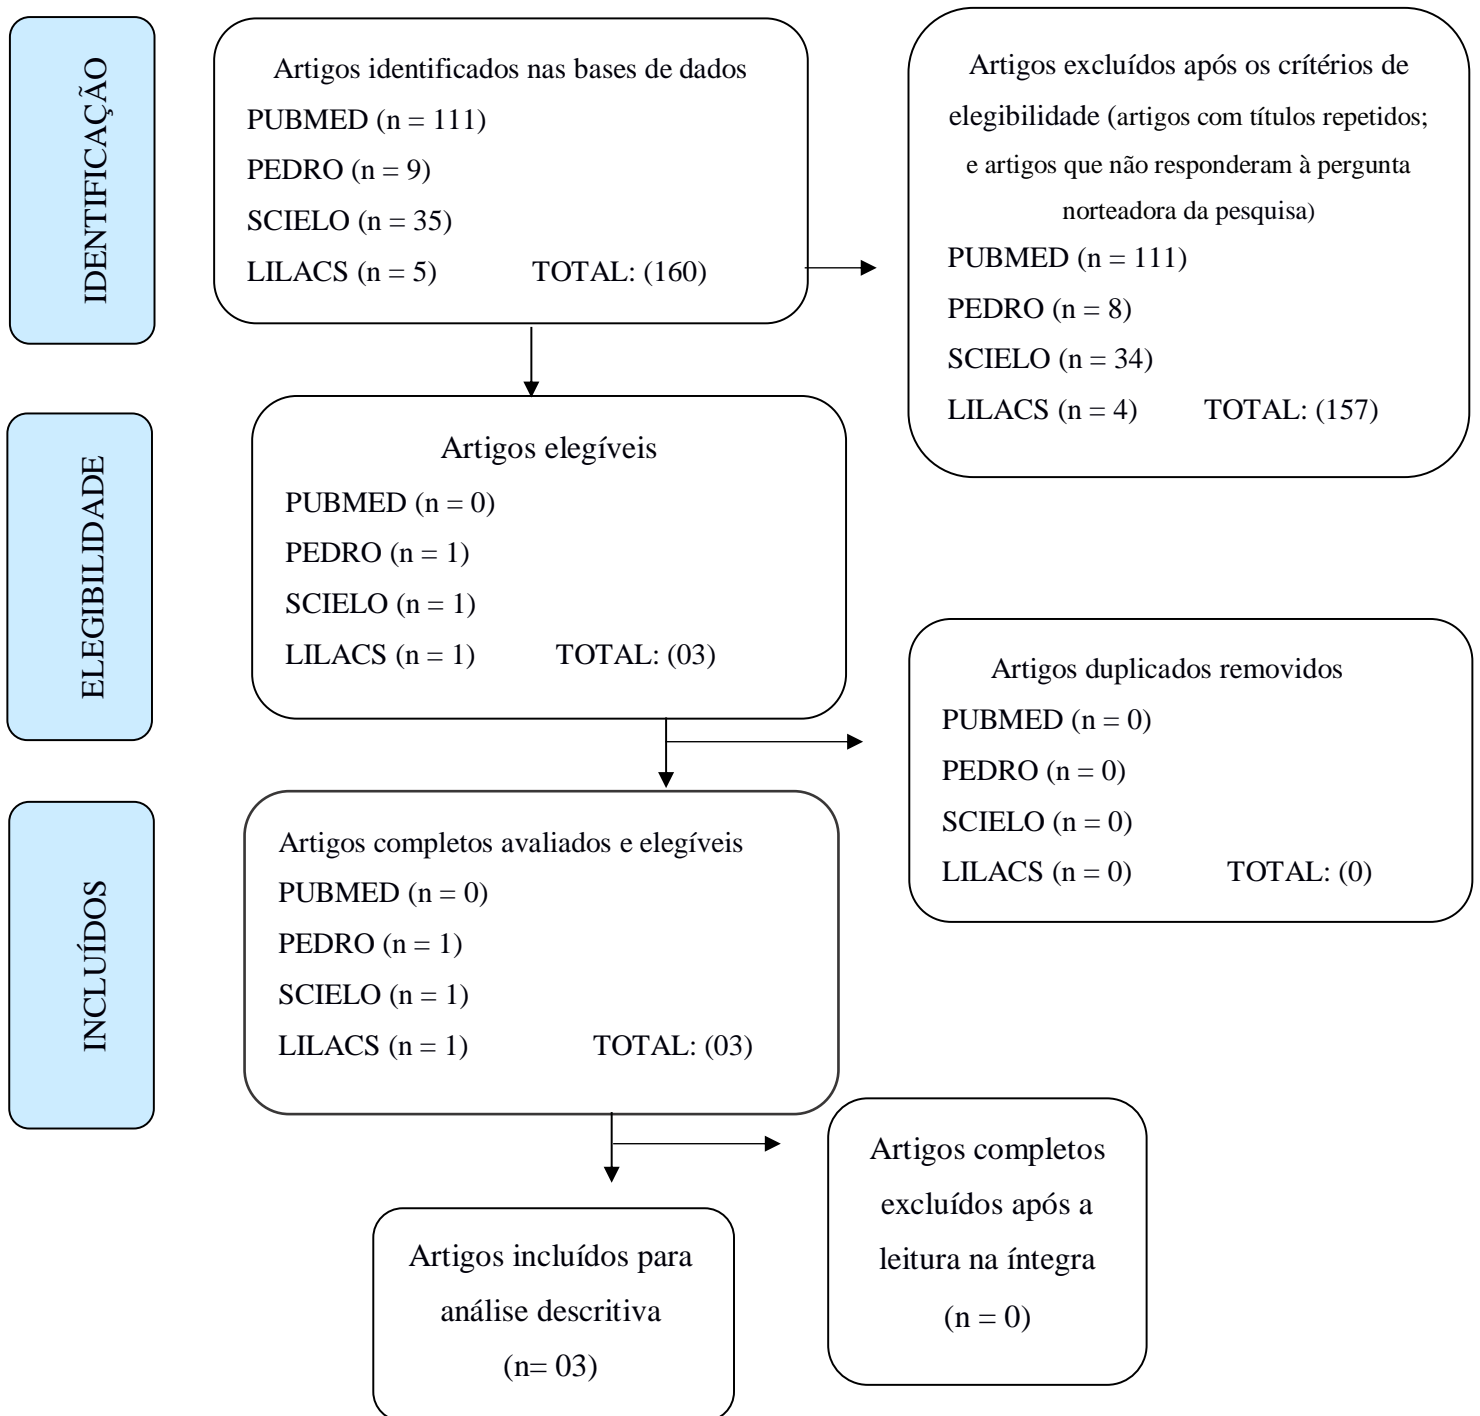 IDENTIFICAÇÃO
Artigos identificados nas bases de dados
PUBMED (n = 111)
PEDRO (n = 9)
SCIELO (n = 35)
LILACS (n = 5) TOTAL: (160)
Artigos excluídos após os crítérios de
elegibilidade (artigos com títulos repetidos;
e artigos que não responderam à pergunta
norteadora da pesquisa)
PUBMED (n = 111)
PEDRO (n = 8)
SCIELO (n = 34)
LILACS (n = 4) TOTAL: (157)
ELEGIBILIDADE
Artigos elegíveis
PUBMED (n = 0)
PEDRO (n = 1)
SCIELO (n = 1)
LILACS (n = 1) TOTAL: (03)
Artigos duplicados removidos
PUBMED (n = 0)
PEDRO (n = 0)
SCIELO (n = 0)
LILACS (n = 0) TOTAL: (0)
INCLUÍDOS
Artigos completos avaliados e elegíveis
PUBMED (n = 0)
PEDRO (n = 1)
SCIELO (n = 1)
LILACS (n = 1) TOTAL: (03)
Artigos completos
excluídos após a
leitura na íntegra
(n = 0)
Artigos incluídos para
análise descritiva
(n= 03)